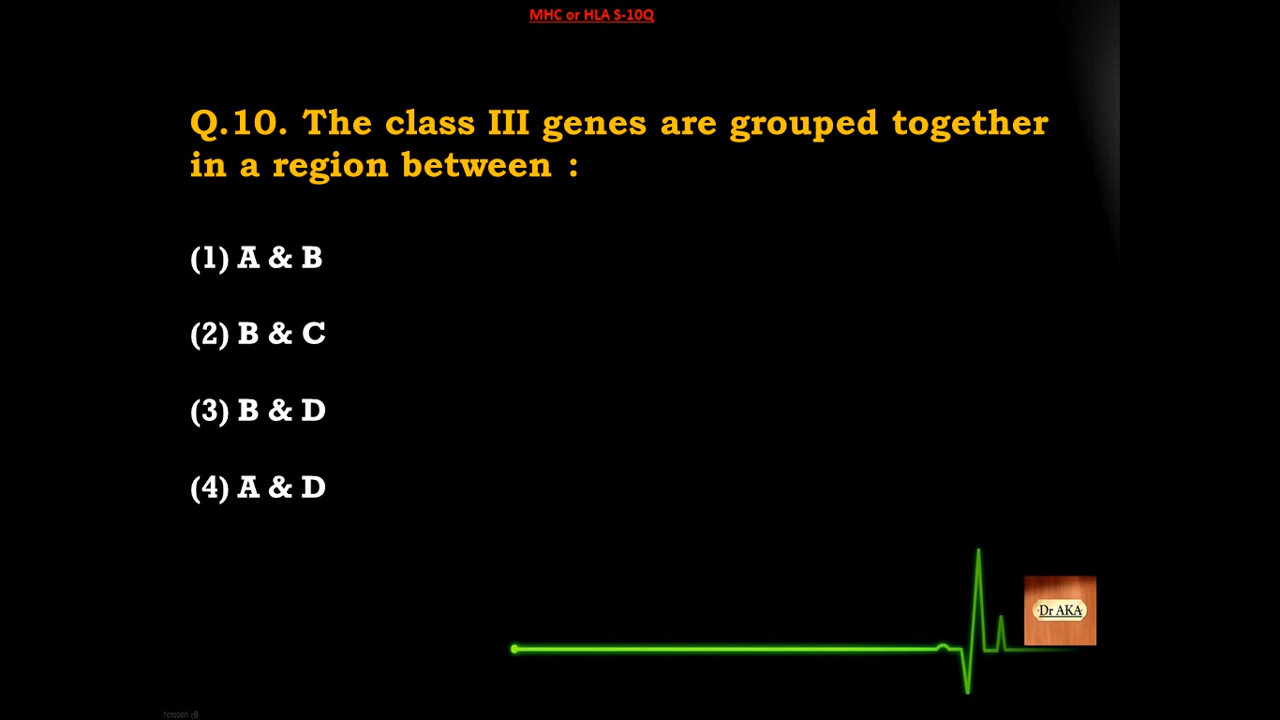 MHC or HLA S-10Q
Q.10. The class III genes are grouped together
in a region between :
(1) A & B
(2) B & C
(3) B & D
(4) A & D
Dr AKA